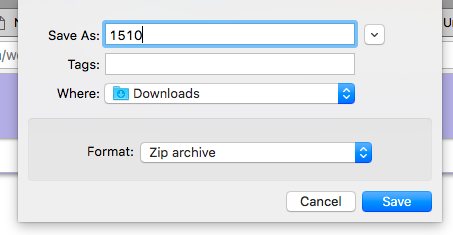 Save As: 1510
Tags:
Where: Downloads
Format: Zip archive
Cancel Save